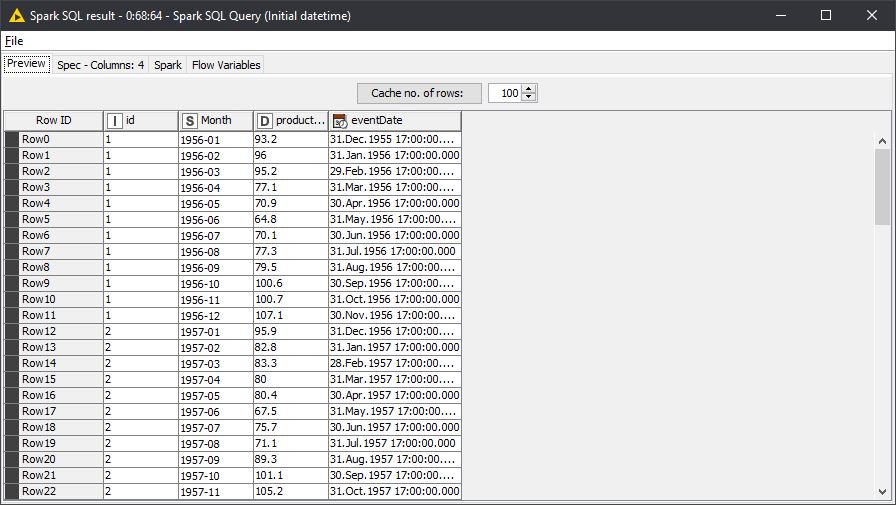 Spark SQL result - 0:68:64 - Spark SQL Query (Initial datetime)
File
Preview Spec - Columns: 4 Spark Flow Variables
Cache no. of rows: 100
Row ID I id S Month D product... eventDate
Row0 1 1956-01 93.2 31.Dec.1955 17:00:00....
Row1 1 1956-02 96 31.Jan.1956 17:00:00.000
Row2 1 1956-03 95.2 29.Feb.1956 17:00:00....
Row3 1 1956-04 77.1 31.Mar.1956 17:00:00....
Row4 1 1956-05 70.9 30.Apr.1956 17:00:00.000
Row5 1 1956-06 64.8 31.May.1956 17:00:00....
Row6 1 1956-07 70.1 30.Jun.1956 17:00:00.000
Row7 1 1956-08 77.3 31.Jul.1956 17:00:00.000
Row8 1 1956-09 79.5 31.Aug.1956 17:00:00....
Row9 1 1956-10 100.6 30.Sep.1956 17:00:00....
Row10 1 1956-11 100.7 31.Oct.1956 17:00:00.000
Row11 1 1956-12 107.1 30.Nov.1956 17:00:00....
Row12 2 1957-01 95.9 31.Dec.1956 17:00:00....
Row13 2 1957-02 82.8 31.Jan.1957 17:00:00.000
Row14 2 1957-03 83.3 28.Feb.1957 17:00:00....
Row15 2 1957-04 80 31.Mar.1957 17:00:00....
Row16 2 1957-05 80.4 30.Apr.1957 17:00:00.000
Row17 2 1957-06 67.5 31.May.1957 17:00:00....
Row18 2 1957-07 75.7 30.Jun.1957 17:00:00.000
Row19 2 1957-08 71.1 31.Jul.1957 17:00:00.000
Row20 2 1957-09 89.3 31.Aug.1957 17:00:00....
Row21 2 1957-10 101.1 30.Sep.1957 17:00:00....
Row22 2 1957-11 105.2 31.Oct.1957 17:00:00.000